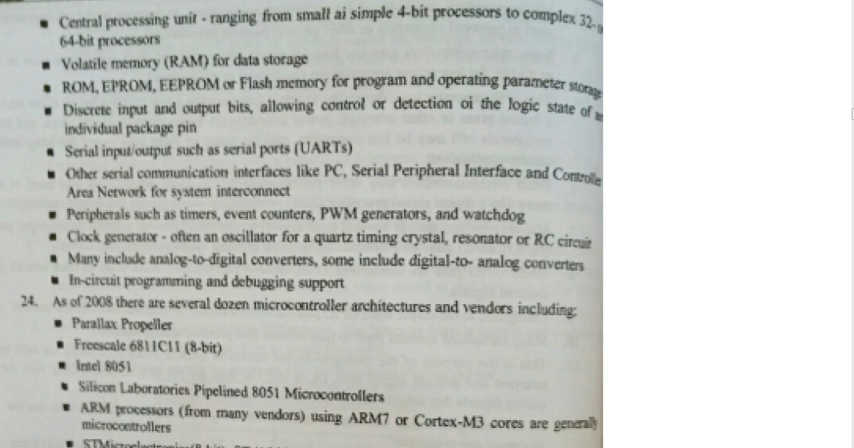 ▪ Central processing unit - ranging from small ai simple 4-bit processors to complex 32-
64-bit processors
▪ Volatile memory (RAM) for data storage
▪ ROM, EPROM, EEPROM or Flash memory for program and operating parameter storage
▪ Discrete input and output bits, allowing control or detection oi the logic state of
individual package pin
▪ Serial input/output such as serial ports (UARTs)
▪ Other serial communication interfaces like PC, Serial Peripheral Interface and Controlle
Area Network for system interconnect
▪ Peripherals such as timers, event counters, PWM generators, and watchdog
▪ Clock generator - often an oscillator for a quartz timing crystal, resonator or RC circuit
▪ Many include analog-to-digital converters, some include digital-to- analog converters
▪ In-circuit programming and debugging support
24. As of 2008 there are several dozen microcontroller architectures and vendors including:
▪ Parallax Propeller
▪ Freescale 6811C11 (8-bit)
▪ Intel 8051
▪ Silicon Laboratories Pipelined 8051 Microcontrollers
▪ ARM processors (from many vendors) using ARM7 or Cortex-M3 cores are generally
microcontrollers